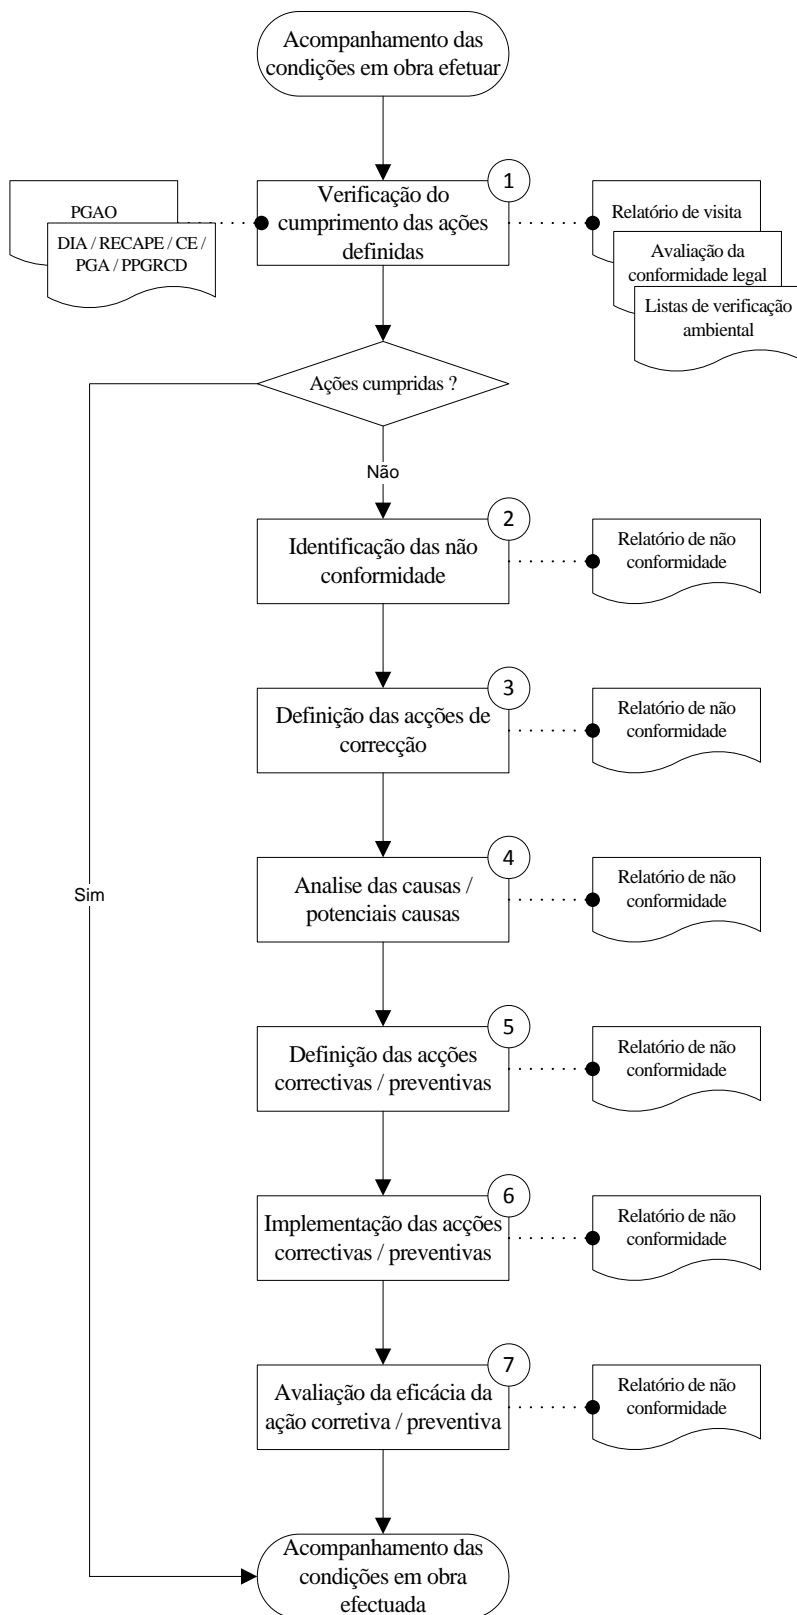 Acompanhamento das
condições em obra efetuar
1
Verificação do
cumprimento das ações
definidas
PGAO
DIA / RECAPE / CE /
PGA / PPGRCD
Relatório de visita
Avaliação da
conformidade legal
Listas de verificação
ambiental
Ações cumpridas ?
Não
2
Identificação das não
conformidade
Relatório de não
conformidade
3
Definição das acções de
correcção
Relatório de não
conformidade
4
Analise das causas /
potenciais causas
Relatório de não
conformidade
Sim
5
Definição das acções
correctivas / preventivas
Relatório de não
conformidade
6
Implementação das acções
correctivas / preventivas
Relatório de não
conformidade
7
Avaliação da eficácia da
ação corretiva / preventiva
Relatório de não
conformidade
Acompanhamento das
condições em obra
efectuada